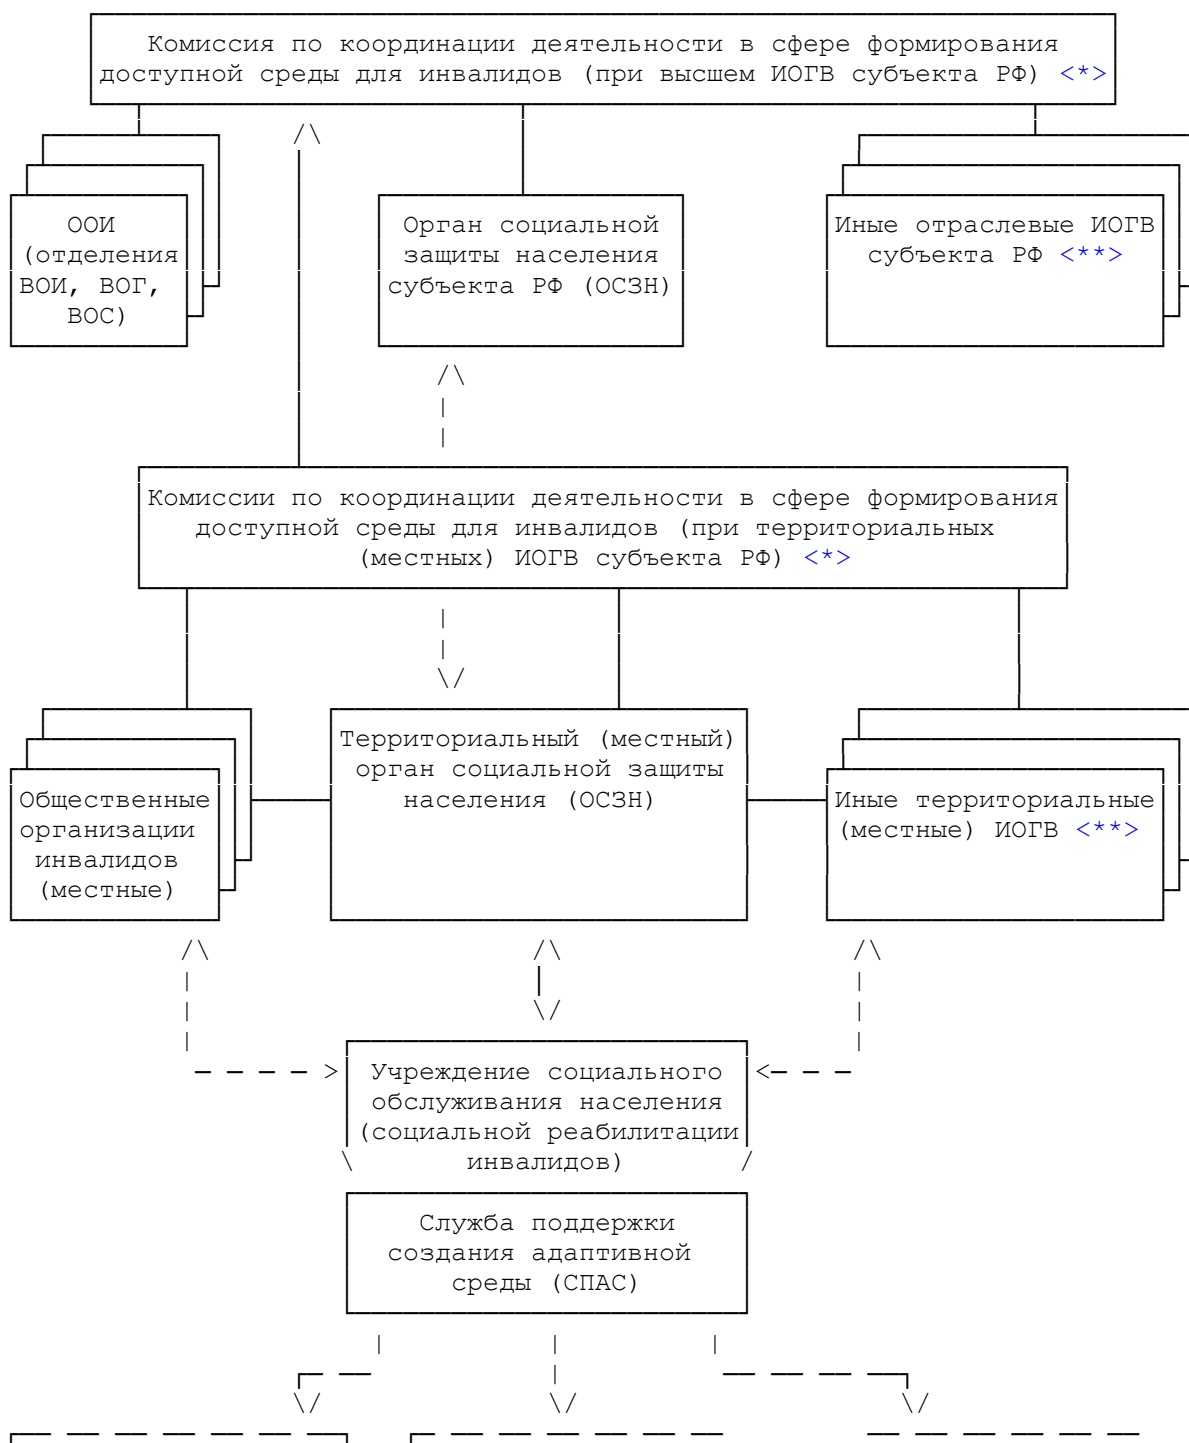 Комиссия по координации деятельности в сфере формирования
доступной среды для инвалидов (при высшем ИОГВ субъекта РФ) <*>
ООИ
(отделения
ВОИ, ВОГ,
ВОС)
Орган социальной
защиты населения
субъекта РФ (ОСЗН)
Иные отраслевые ИОГВ
субъекта РФ <**>
Комиссии по координации деятельности в сфере формирования
доступной среды для инвалидов (при территориальных
(местных) ИОГВ субъекта РФ) <*>
Общественные
организации
инвалидов
(местные)
Территориальный (местный)
орган социальной защиты
населения (ОСЗН)
Иные территориальные
(местные) ИОГВ <**>
Учреждение социального
обслуживания населения
(социальной реабилитации
инвалидов)
Служба поддержки
создания адаптивной
среды (СПАС)